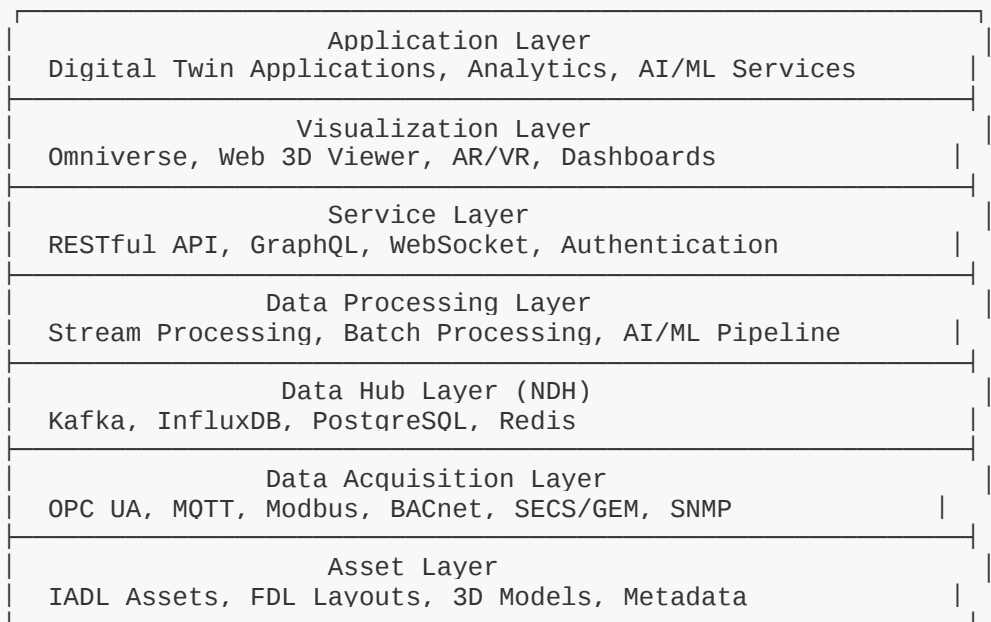 Application Layer
Digital Twin Applications, Analytics, AI/ML Services
Visualization Layer
Omniverse, Web 3D Viewer, AR/VR, Dashboards
Service Layer
RESTful API, GraphQL, WebSocket, Authentication
Data Processing Layer
Stream Processing, Batch Processing, AI/ML Pipeline
Data Hub Layer (NDH)
Kafka, InfluxDB, PostgreSQL, Redis
Data Acquisition Layer
OPC UA, MQTT, Modbus, BACnet, SECS/GEM, SNMP
Asset Layer
IADL Assets, FDL Layouts, 3D Models, Metadata